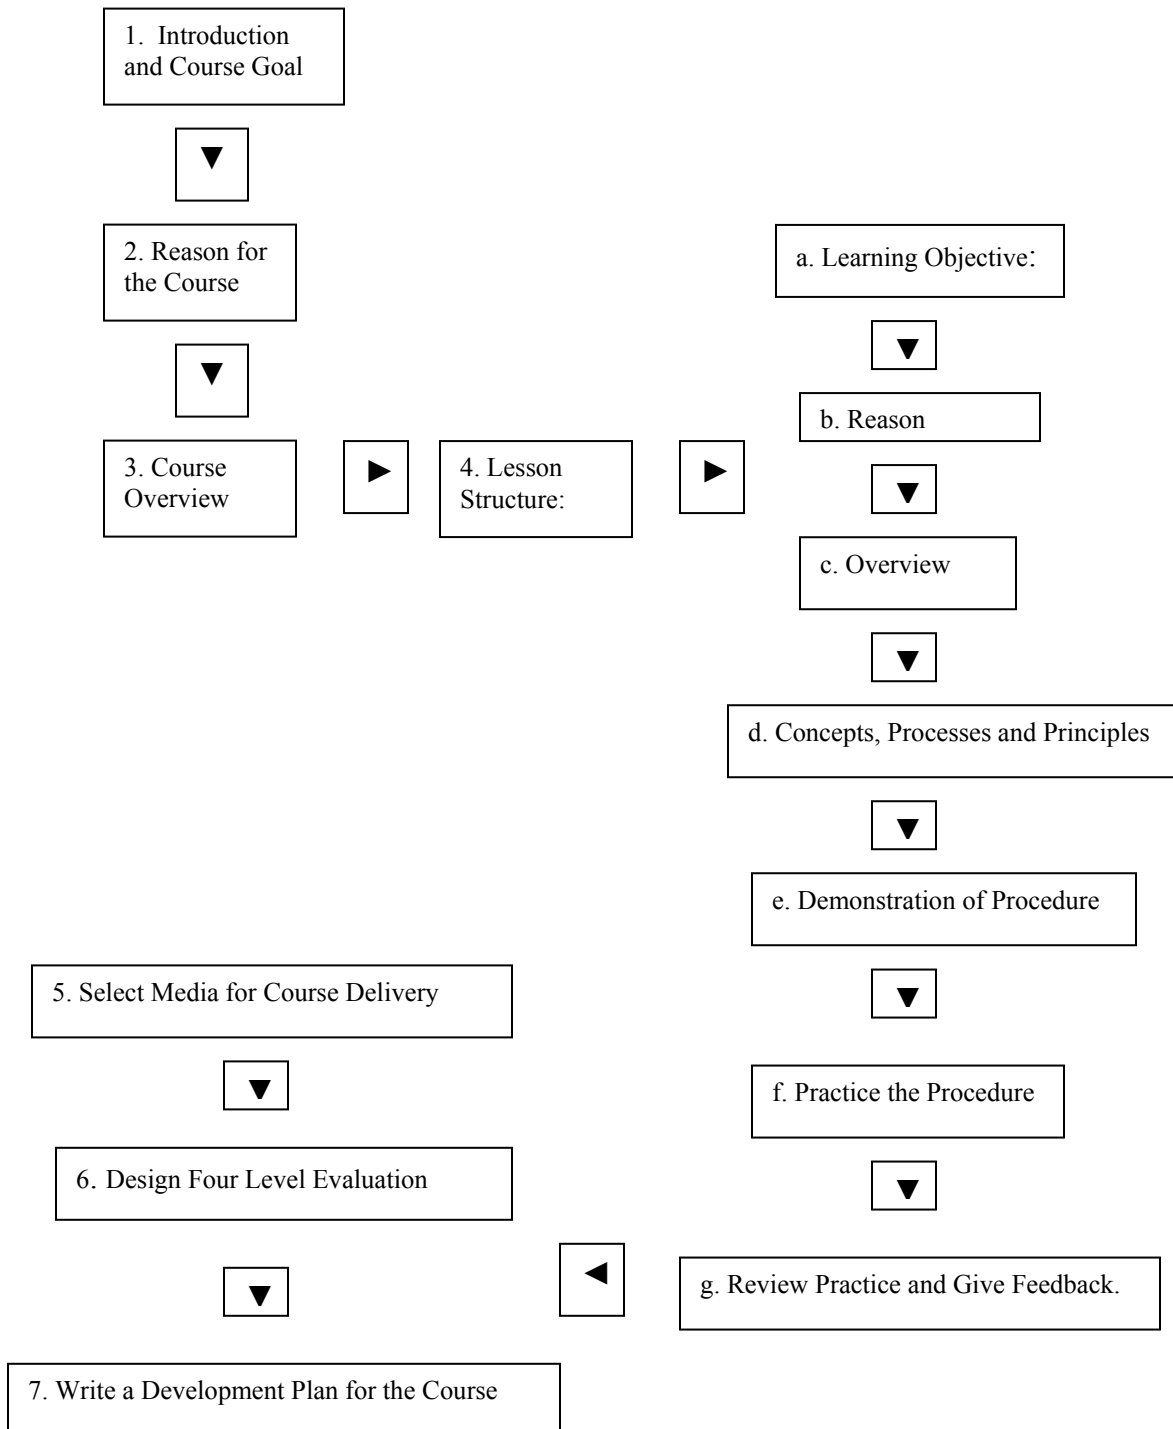 1.  Introduction
and Course Goal
▼
2. Reason for
the Course
▼
3. Course
Overview
►
4. Lesson
Structure:
►
a. Learning Objective:
▼
b. Reason
▼
c. Overview
▼
d. Concepts, Processes and Principles
▼
e. Demonstration of Procedure
▼
f. Practice the Procedure
▼
g. Review Practice and Give Feedback.
◄
5. Select Media for Course Delivery
▼
6. Design Four Level Evaluation
▼
7. Write a Development Plan for the Course